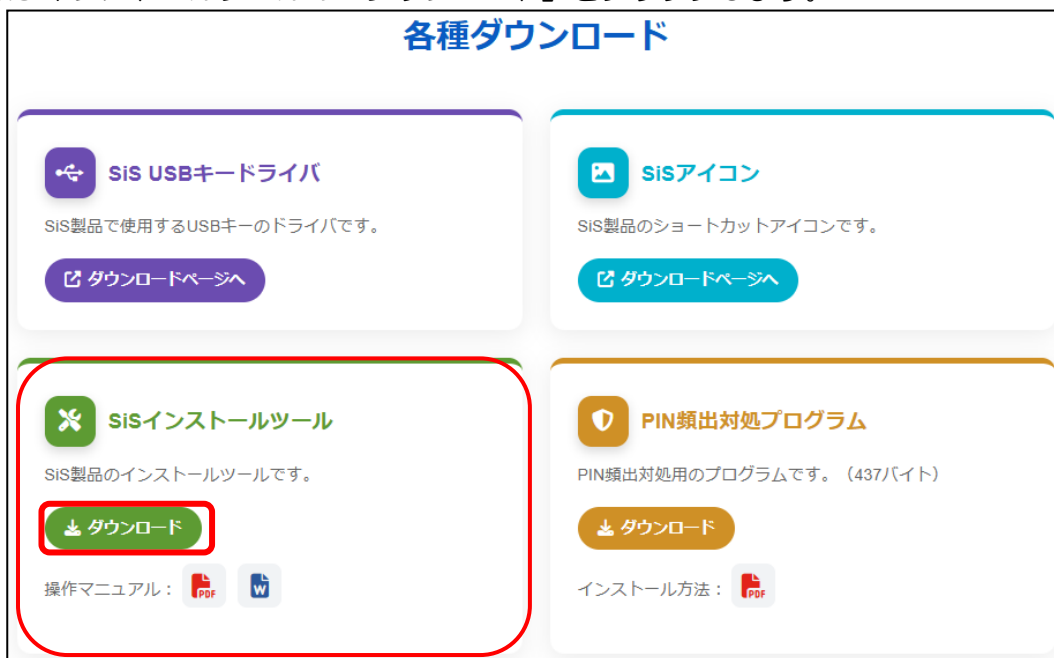 各種ダウンロード
SiS USBキードライバ
SiS製品で使用するUSBキーのドライバです。
ダウンロードページへ
SiSアイコン
SiS製品のショートカットアイコンです。
ダウンロードページへ
SiSインストールツール
SiS製品のインストールツールです。
ダウンロード
操作マニュアル： PDF W
PIN頻出対処プログラム
PIN頻出対処用のプログラムです。（437バイト）
ダウンロード
インストール方法： PDF